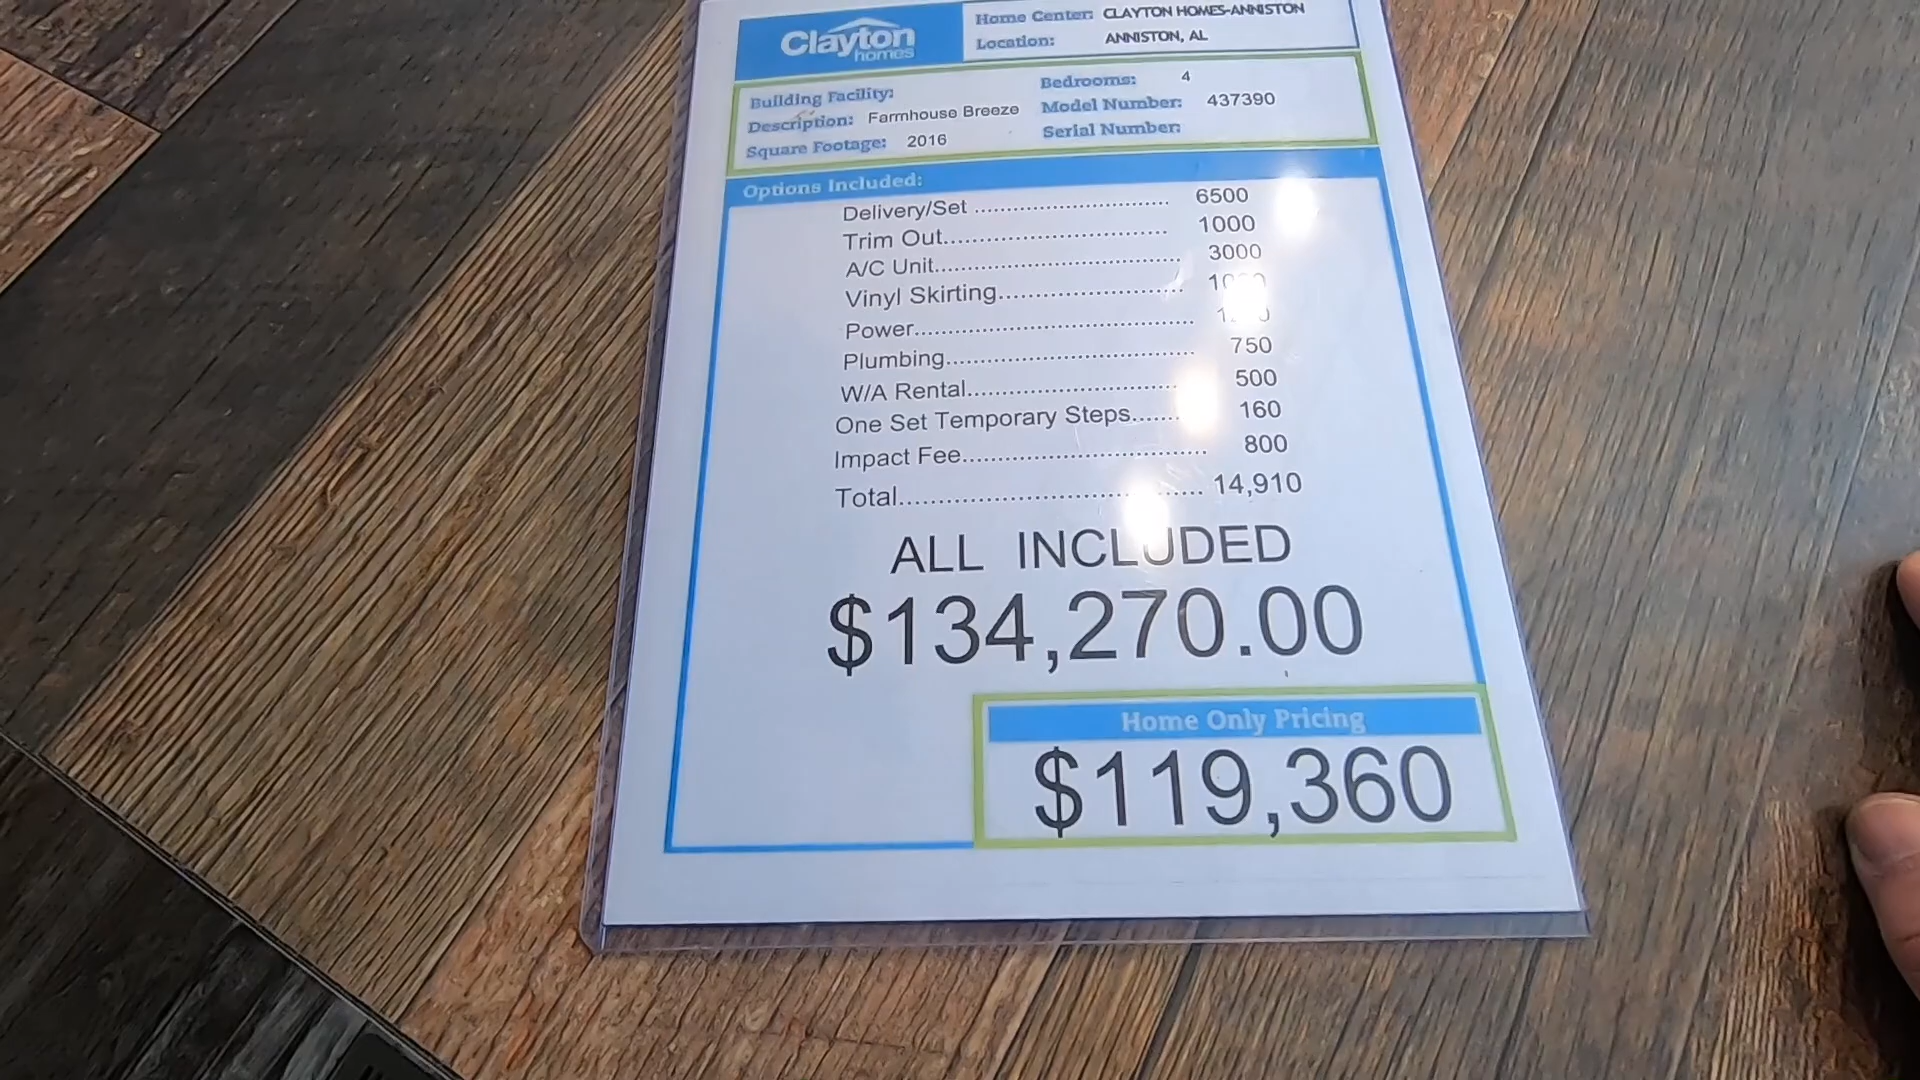 Clayton
homes
Home Center: CLAYTON HOMES-ANNISTON
Location: ANNISTON, AL
Building Facility:
Description: Farmhouse Breeze
Square Footage: 2016
Bedrooms: 4
Model Number: 437390
Serial Number:
Options Included:
Delivery/Set ............................. 6500
Trim Out.................................. 1000
A/C Unit..................................... 3000
Vinyl Skirting...........................
Power..........................................
Plumbing..................................... 750
W/A Rental............................... 500
One Set Temporary Steps....... 160
Impact Fee.................................... 800
Total............................................. 14,910
ALL INCLUDED
$134,270.00
Home Only Pricing
$119,360